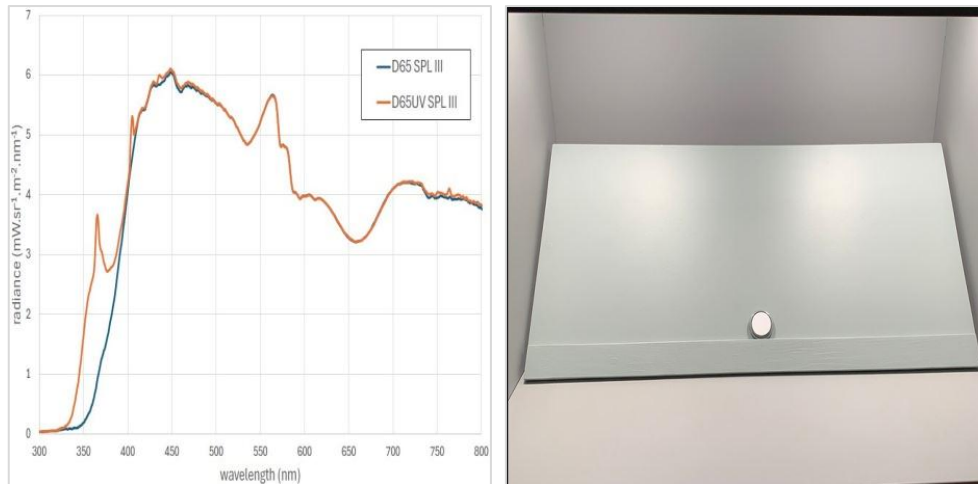 7
6
5
4
3
2
1
0
radiance (mW.sr⁻¹.m⁻².nm⁻¹)
D65 SPL III
D65UV SPL III
300 350 400 450 500 550 600 650 700 750 800
wavelength (nm)